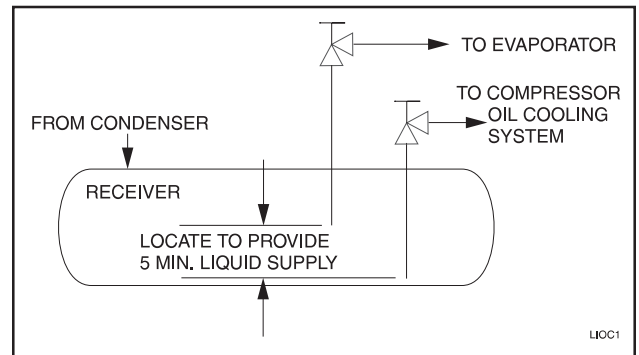 TO EVAPORATOR
TO COMPRESSOR
OIL COOLING
SYSTEM
FROM CONDENSER
RECEIVER
LOCATE TO PROVIDE
5 MIN. LIQUID SUPPLY
LIOC1